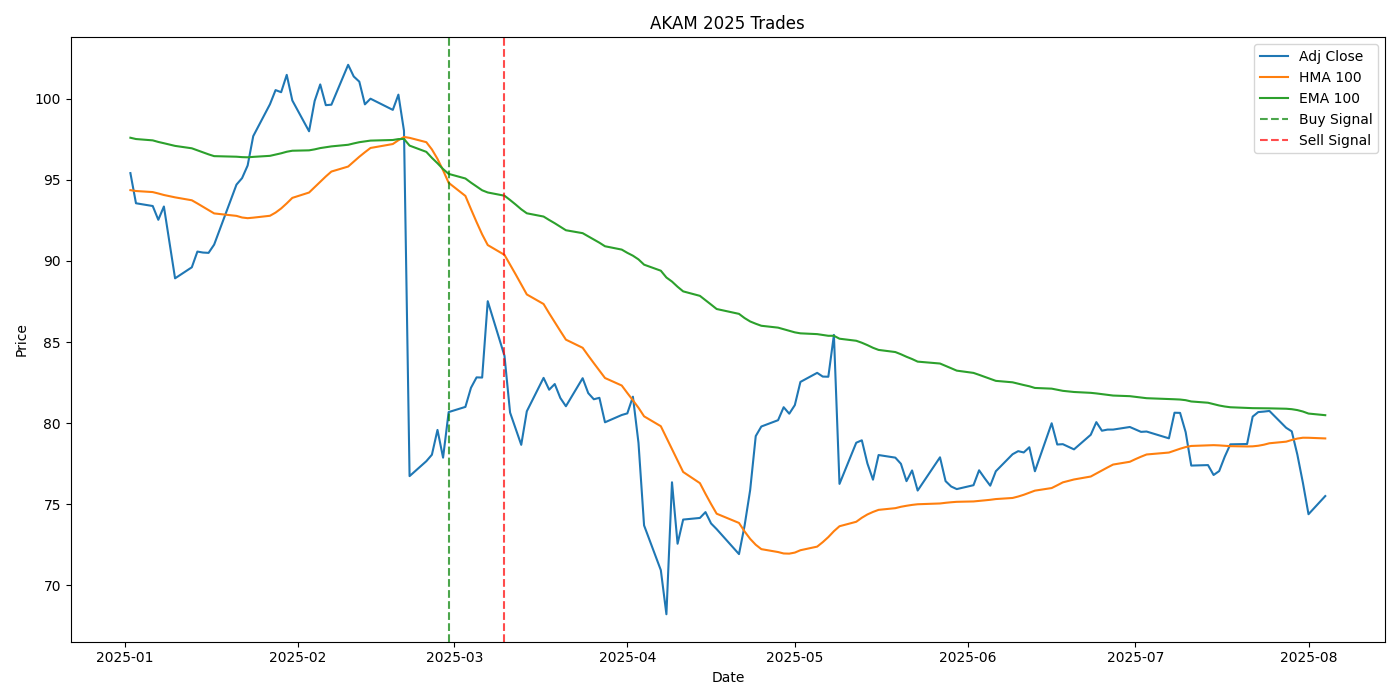 AKAM 2025 Trades
Adj Close
HMA 100
EMA 100
Buy Signal
Sell Signal
Price
100
95
90
85
80
75
70
2025-01
2025-02
2025-03
2025-04
2025-05
2025-06
2025-07
2025-08
Date